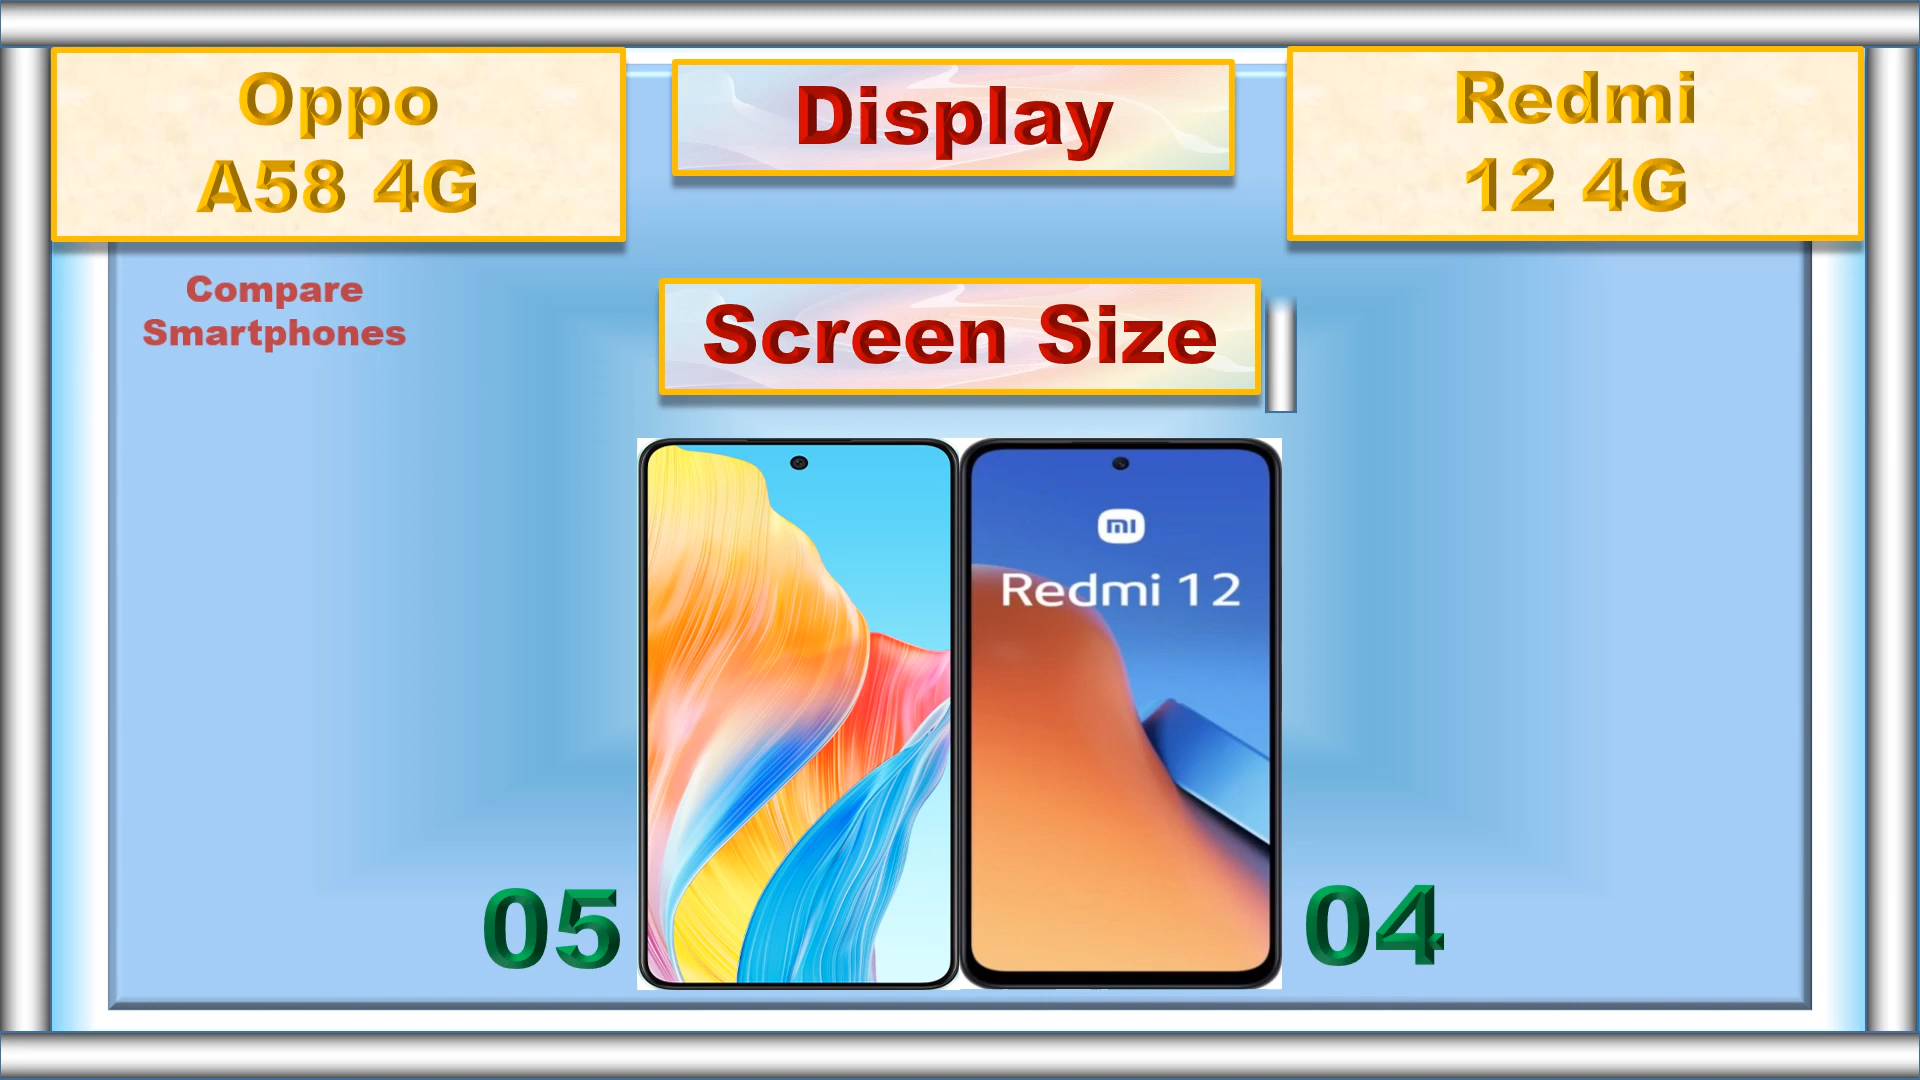 Oppo
A58 4G
Display
Redmi
12 4G
Compare
Smartphones
Screen Size
mi
Redmi 12
05
04